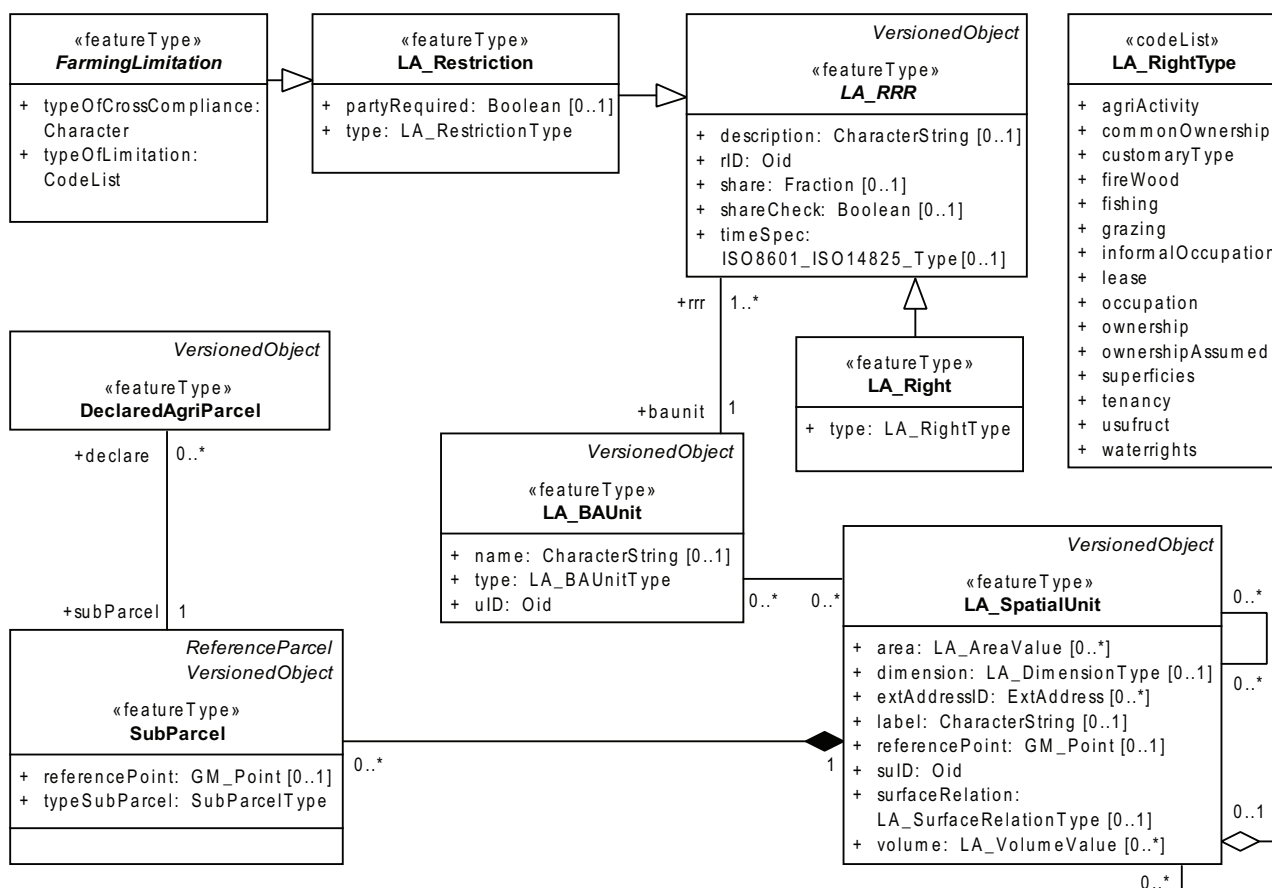 «featureType»
FarmingLimitation
+ typeOfCrossCompliance:
Character
+ typeOfLimitation:
CodeList
«featureType»
LA_Restriction
+ partyRequired: Boolean [0..1]
+ type: LA_RestrictionType
VersionedObject
«featureType»
LA_RRR
+ description: CharacterString [0..1]
+ rID: Oid
+ share: Fraction [0..1]
+ shareCheck: Boolean [0..1]
+ timeSpec:
ISO8601_ISO14825_Type [0..1]
«codeList»
LA_RightType
+ agriActivity
+ commonOwnership
+ customaryType
+ fireWood
+ fishing
+ grazing
+ informalOccupation
+ lease
+ occupation
+ ownership
+ ownershipAssumed
+ superficies
+ tenancy
+ usufruct
+ waterrights
+rrr 1..*
«featureType»
LA_Right
+ type: LA_RightType
VersionedObject
«featureType»
DeclaredAgriParcel
+declare 0..*
+baunit 1
VersionedObject
«featureType»
LA_BAUnit
+ name: CharacterString [0..1]
+ type: LA_BAUnitType
+ uID: Oid
0..* 0..*
VersionedObject
«featureType»
LA_SpatialUnit
+ area: LA_AreaValue [0..*]
+ dimension: LA_DimensionType [0..1]
+ extAddressID: ExtAddress [0..*]
+ label: CharacterString [0..1]
+ referencePoint: GM_Point [0..1]
+ suID: Oid
+ surfaceRelation:
LA_SurfaceRelationType [0..1]
+ volume: LA_VolumeValue [0..*]
0..*
0..*
0..1
0..*
+subParcel 1
ReferenceParcel
VersionedObject
«featureType»
SubParcel
+ referencePoint: GM_Point [0..1]
+ typeSubParcel: SubParcelType
0..*
1